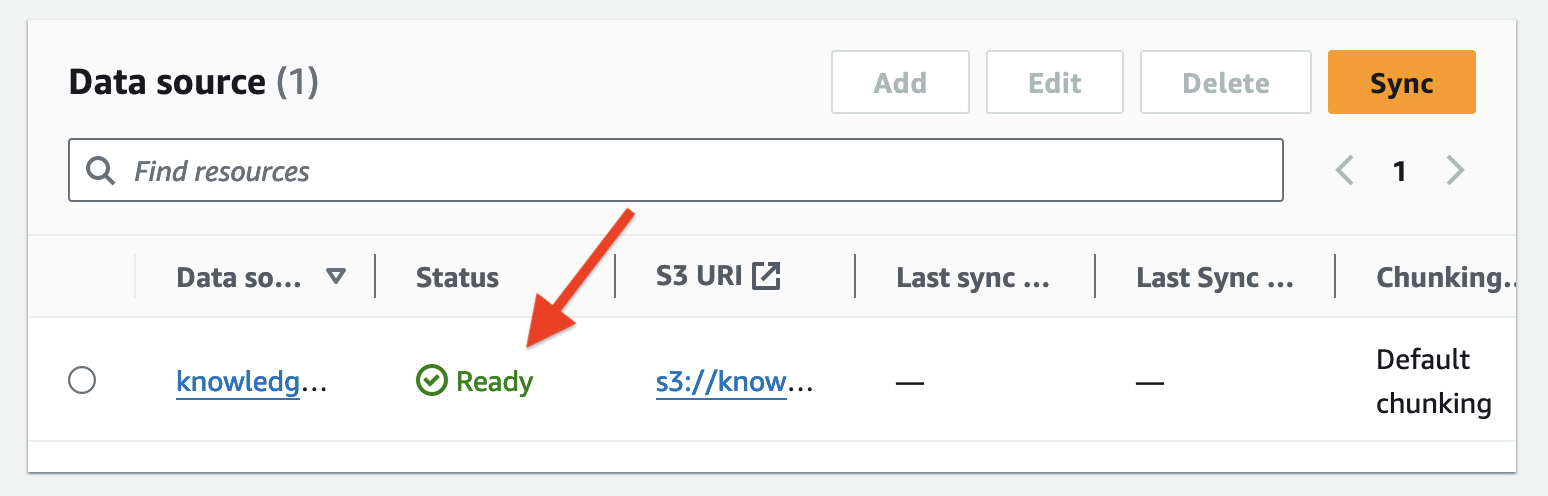 Data source (1)
Add
Edit
Delete
Sync
Find resources
1
Data so...
Status
S3 URI
Last sync ...
Last Sync ...
Chunking..
knowledg...
Ready
s3://know...
—
—
Default
chunking